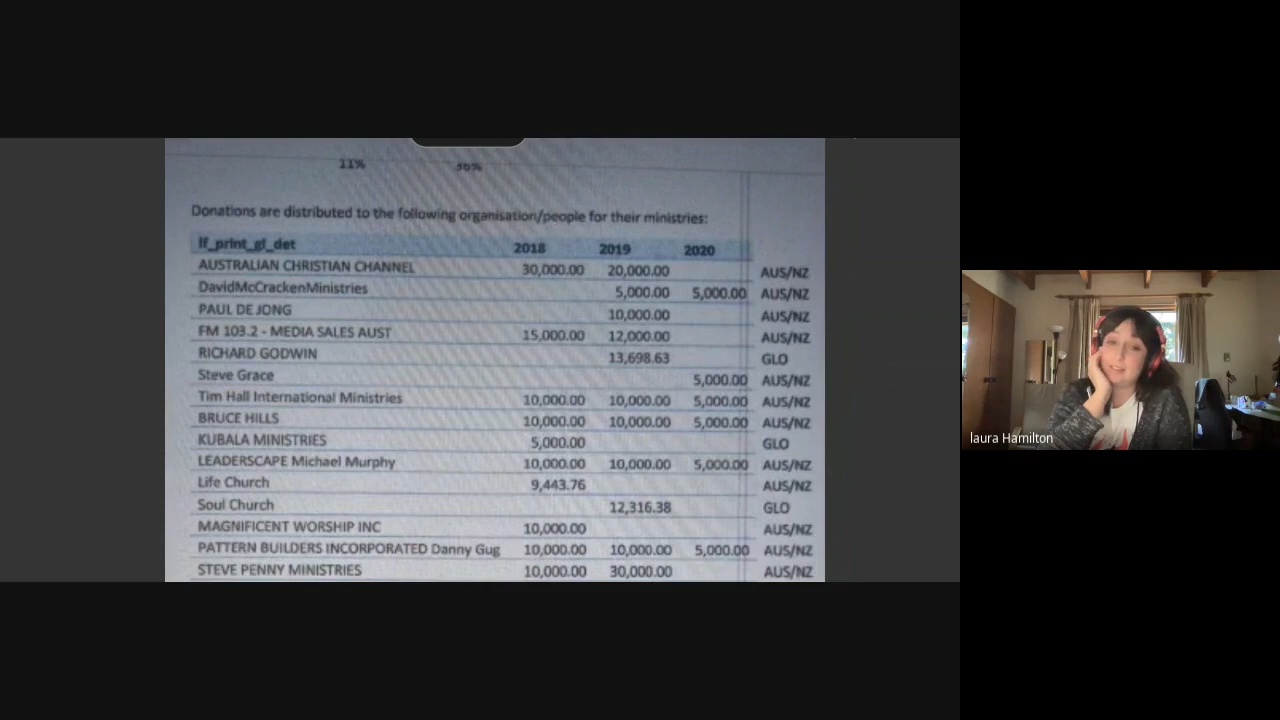 11% 56%
Donations are distributed to the following organisation/people for their ministries:
lf_print_gl_det 2018 2019 2020
AUSTRALIAN CHRISTIAN CHANNEL 30,000.00 20,000.00 AUS/NZ
DavidMcCrackenMinistries 5,000.00 5,000.00 AUS/NZ
PAUL DE JONG 10,000.00 AUS/NZ
FM 103.2 - MEDIA SALES AUST 15,000.00 12,000.00 AUS/NZ
RICHARD GODWIN 13,698.63 GLO
Steve Grace 5,000.00 AUS/NZ
Tim Hall International Ministries 10,000.00 10,000.00 5,000.00 AUS/NZ
BRUCE HILLS 10,000.00 10,000.00 5,000.00 AUS/NZ
KUBALA MINISTRIES 5,000.00 GLO
LEADERSCAPE Michael Murphy 10,000.00 10,000.00 5,000.00 AUS/NZ
Life Church 9,443.76 AUS/NZ
Soul Church 12,316.38 GLO
MAGNIFICENT WORSHIP INC 10,000.00 AUS/NZ
PATTERN BUILDERS INCORPORATED Danny Gug 10,000.00 10,000.00 5,000.00 AUS/NZ
STEVE PENNY MINISTRIES 10,000.00 30,000.00 AUS/NZ
laura Hamilton